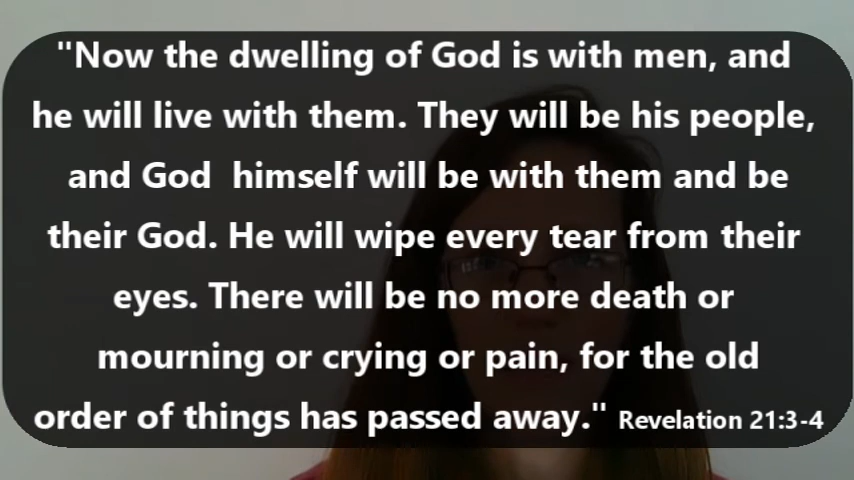 "Now the dwelling of God is with men, and
he will live with them. They will be his people,
and God himself will be with them and be
their God. He will wipe every tear from their
eyes. There will be no more death or
mourning or crying or pain, for the old
order of things has passed away." Revelation 21:3-4